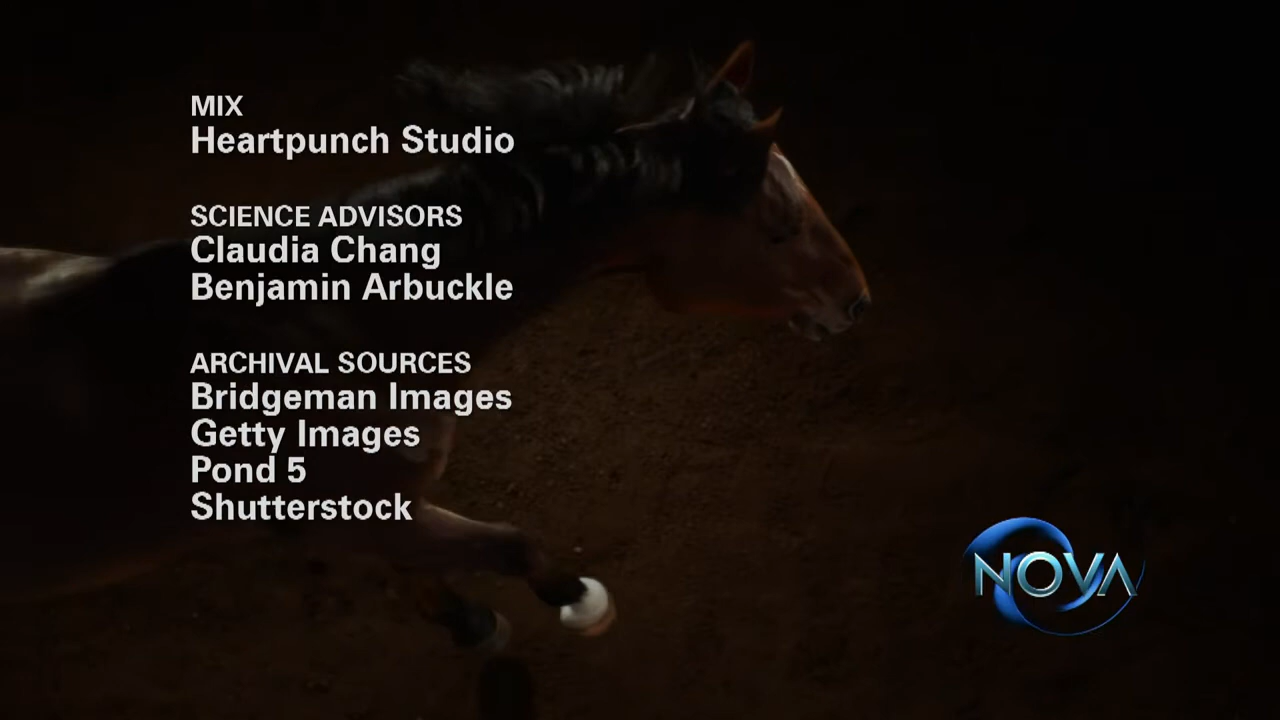 MIX
Heartpunch Studio
SCIENCE ADVISORS
Claudia Chang
Benjamin Arbuckle
ARCHIVAL SOURCES
Bridgeman Images
Getty Images
Pond 5
Shutterstock
NOVA